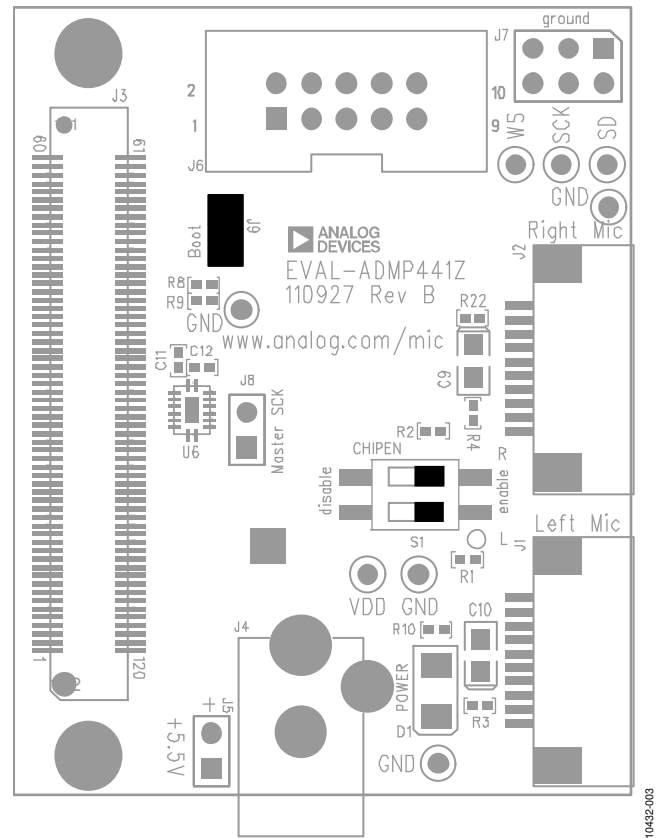 ground
J7
J3
2
10
1
9
J6
60
61
W5
SCK
SD
GND
Boot
J9
ANALOG
DEVICES
EVAL-ADMP441Z
110927 Rev B
www.analog.com/mic
Right Mic
J2
R8
R9
GND
R22
C11
C12
C9
J8
Master SCK
U6
R2
R4
CHIPEN
R
disable
enable
S1
L
Left Mic
J1
R1
VDD
GND
J4
R10
C10
POWER
1
120
J5
+
+5.5V
D1
R3
GND
10432-003